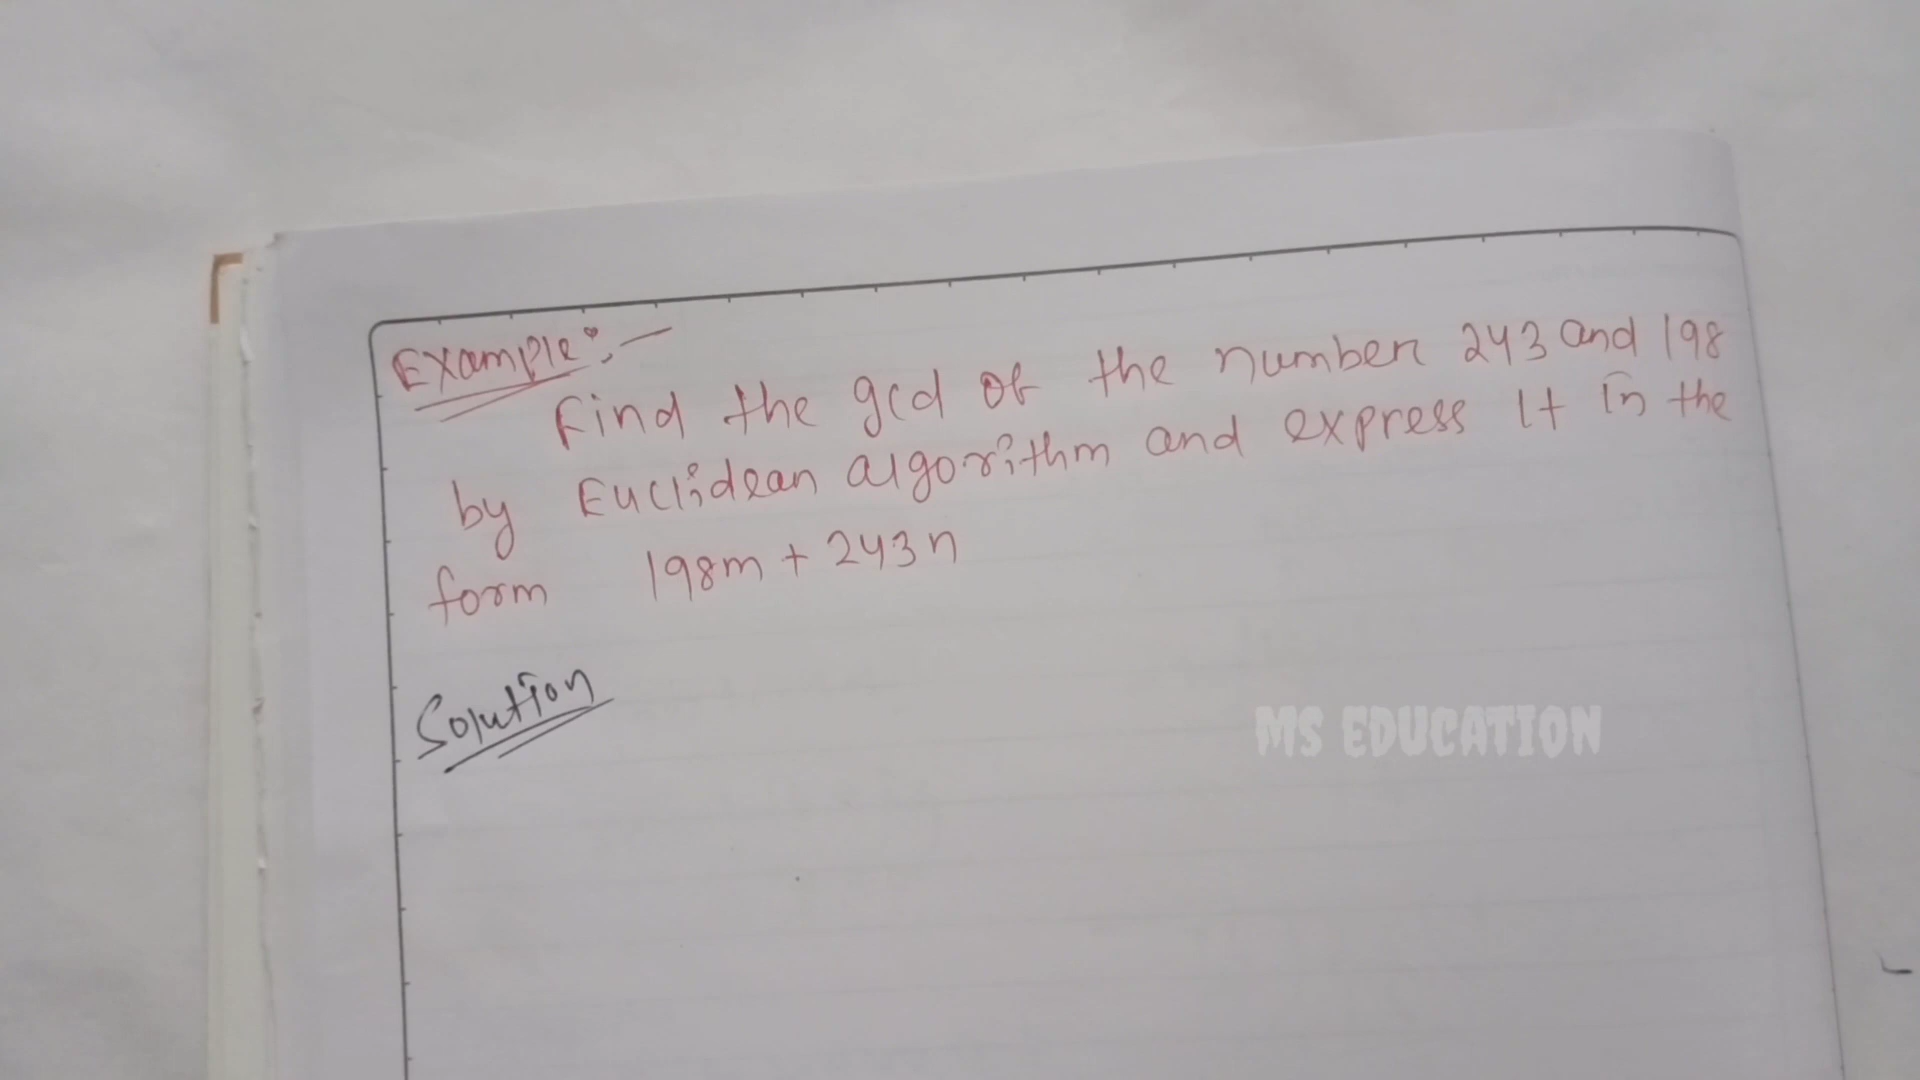 Example:-
Find the gcd of the number 243 and 198
by Euclidean algorithm and express it in the
form 198m + 243n
Solution
MS EDUCATION